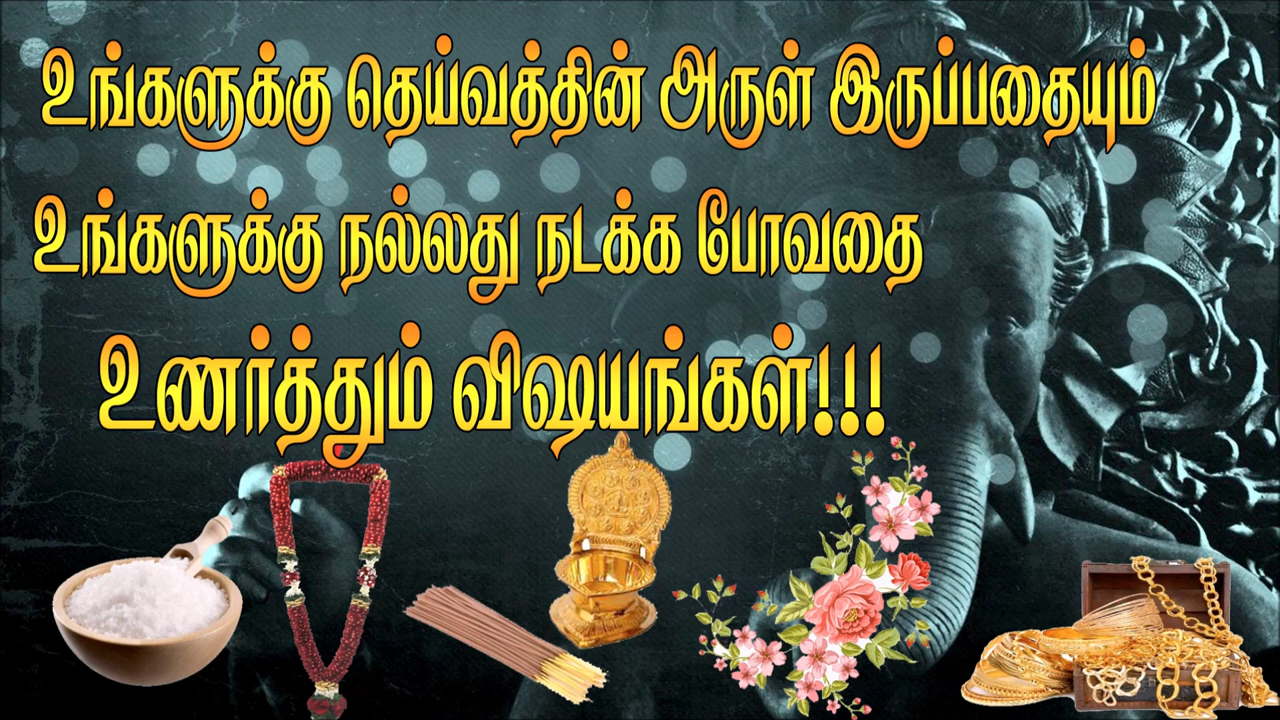 உங்களுக்கு தெய்வத்தின் அருள் இருப்பதையும்
உங்களுக்கு நல்லது நடக்க போவதை
உணர்த்தும் விஷயங்கள்!!!